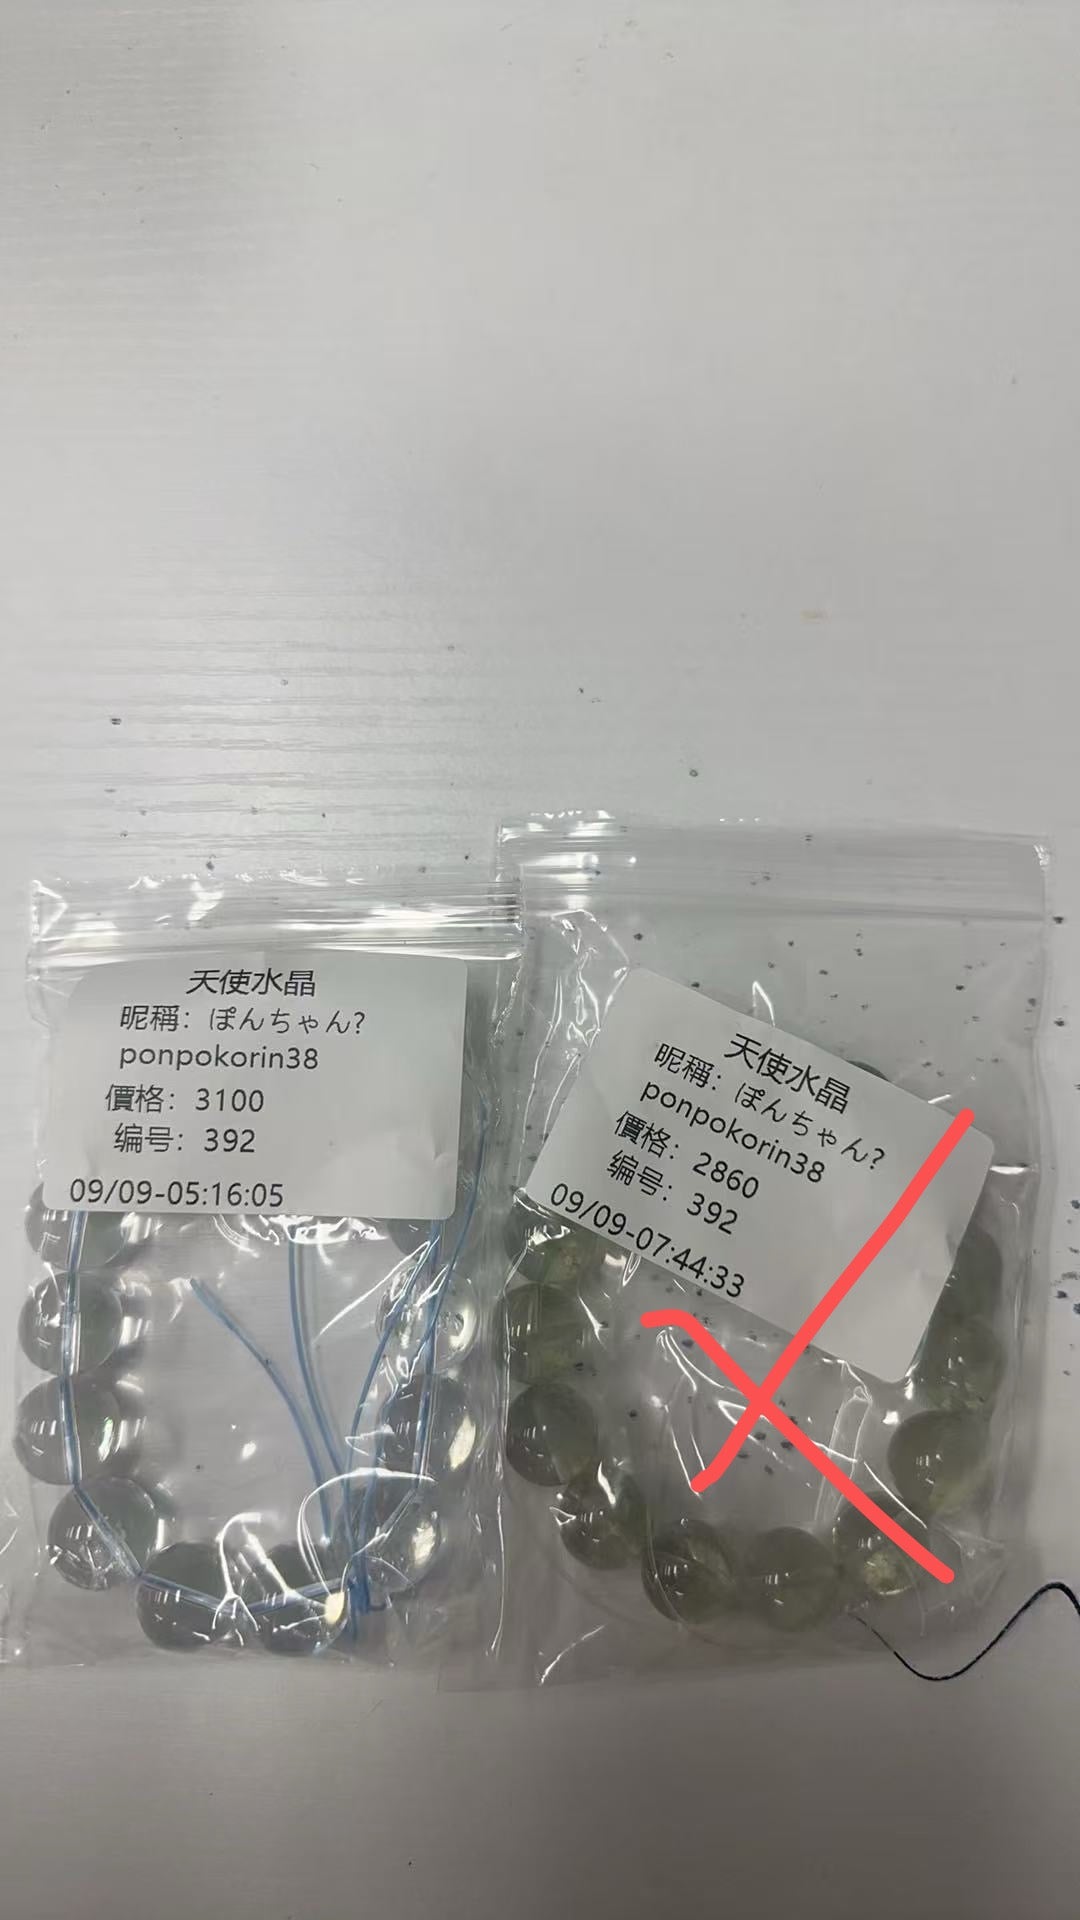 天使水晶
昵稱：ぽんちゃん?
ponpokorin38
價格：3100
编号：392
09/09-05:16:05
天使水晶
昵稱：ぽんちゃん?
ponpokorin38
價格：2860
编号：392
09/09-07:44:33